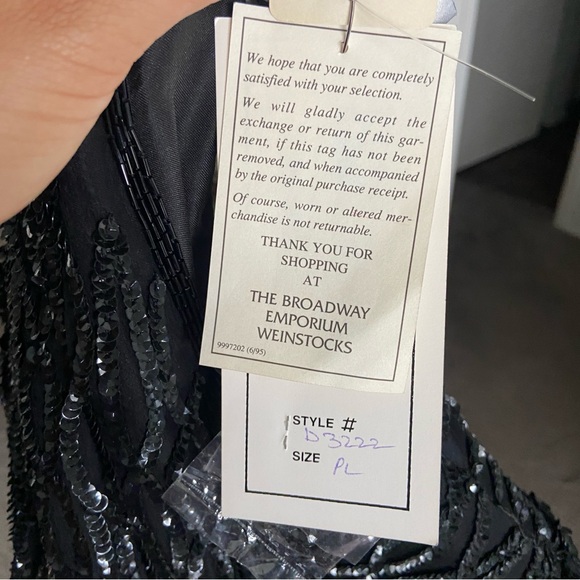 We hope that you are completely
satisfied with your selection.
We will gladly accept the
exchange or return of this gar-
ment, if this tag has not been
removed, and when accompanied
by the original purchase receipt.
Of course, worn or altered mer-
chandise is not returnable.
THANK YOU FOR
SHOPPING
AT
THE BROADWAY
EMPORIUM
WEINSTOCKS
9997202 (6/95)
STYLE #
D3222
SIZE PL